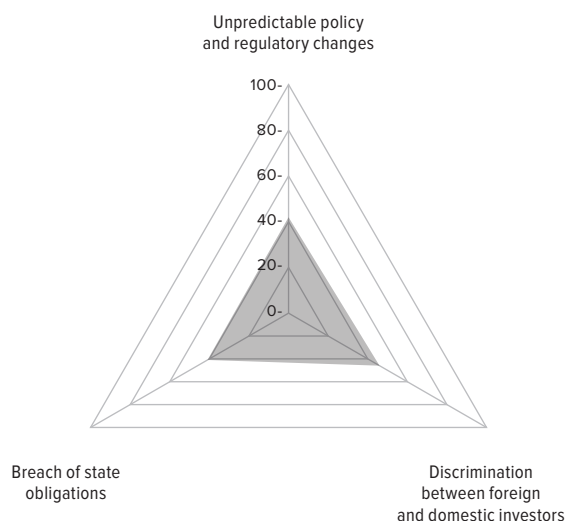 Unpredictable policy
and regulatory changes
100-
80-
60-
40-
20-
0-
Breach of state
obligations
Discrimination
between foreign
and domestic investors